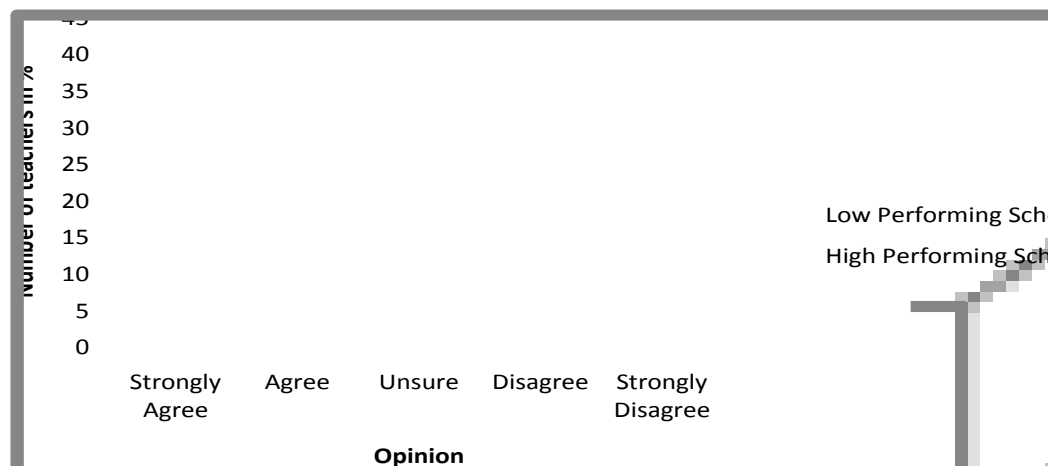 45
40
35
30
25
20
15
10
5
0
Number of teachers in %
Low Performing Sch
High Performing Sch
Strongly Agree
Agree
Unsure
Disagree
Strongly Disagree
Opinion